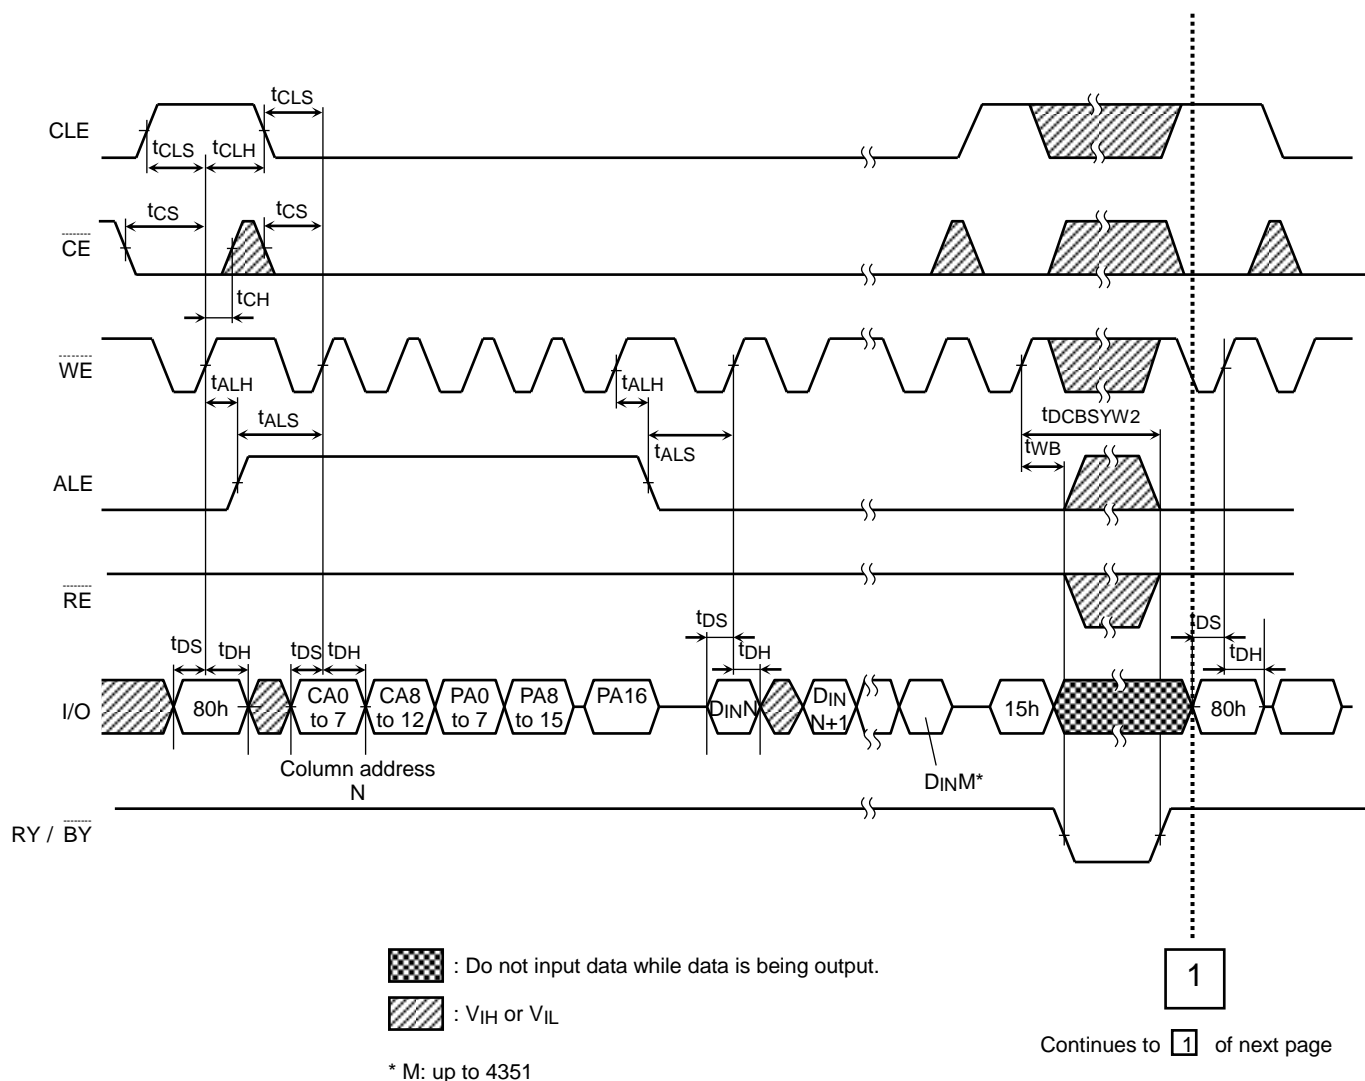 tCLS
CLE
tCLS tCLH
tCS tCS
CE
tCH
WE
tALH tALH
tDCBSYW2
tALS tALS
tWB
ALE
RE
tDS tDS
tDH tDS tDH tDH tDH
I/O 80h CA0 to 7 CA8 to 12 PA0 to 7 PA8 to 15 PA16 DINN DIN N+1 15h 80h
Column address
N
DINM*
RY / BY
: Do not input data while data is being output.
1
: VIH or VIL
Continues to 1 of next page
* M: up to 4351